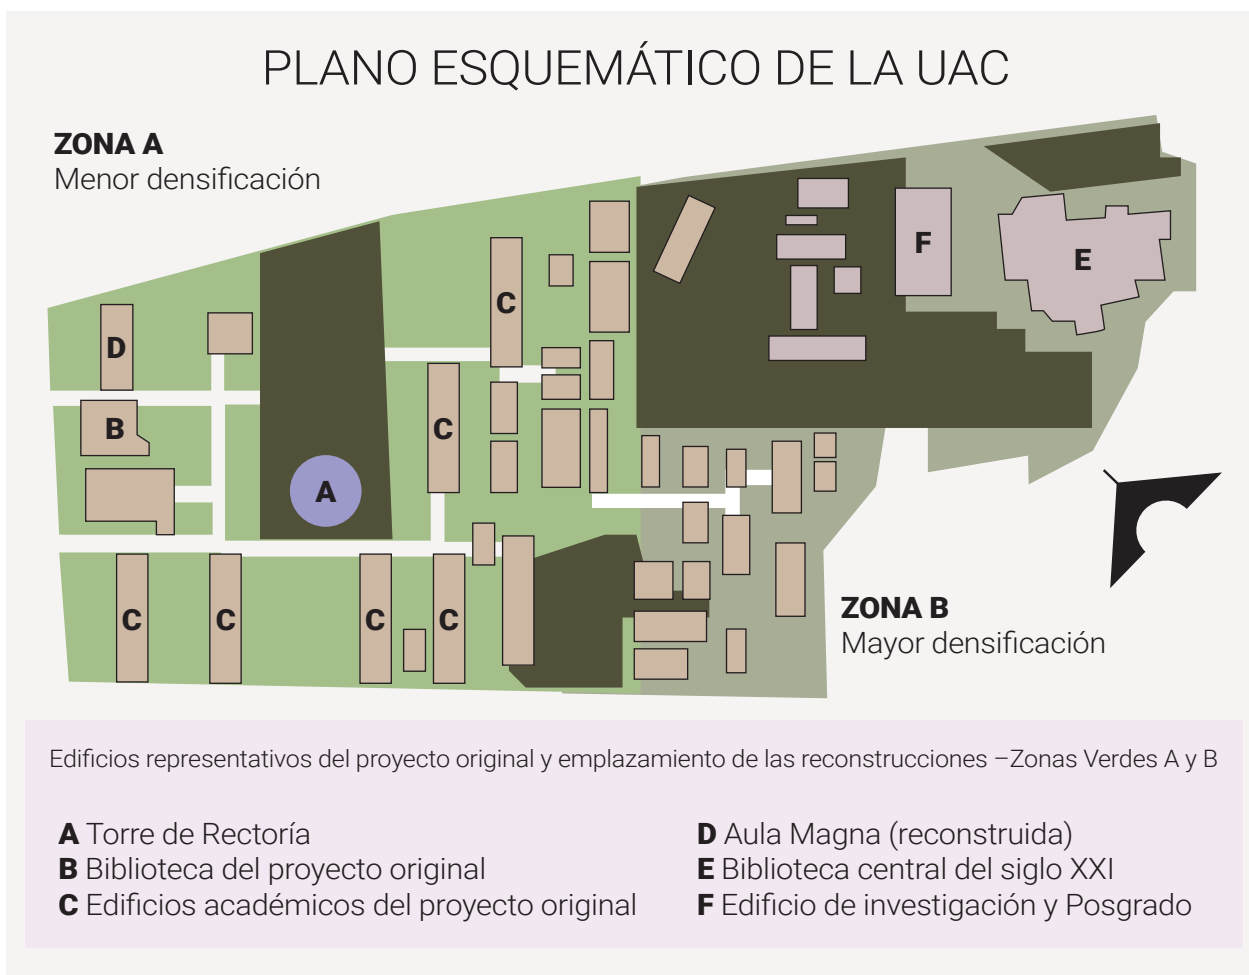 PLANO ESQUEMÁTICO DE LA UAC
ZONA A
Menor densificación
F
E
C
D
B
C
A
C
C
C
C
ZONA B
Mayor densificación
Edificios representativos del proyecto original y emplazamiento de las reconstrucciones –Zonas Verdes A y B
A Torre de Rectoría
B Biblioteca del proyecto original
C Edificios académicos del proyecto original
D Aula Magna (reconstruida)
E Biblioteca central del siglo XXI
F Edificio de investigación y Posgrado